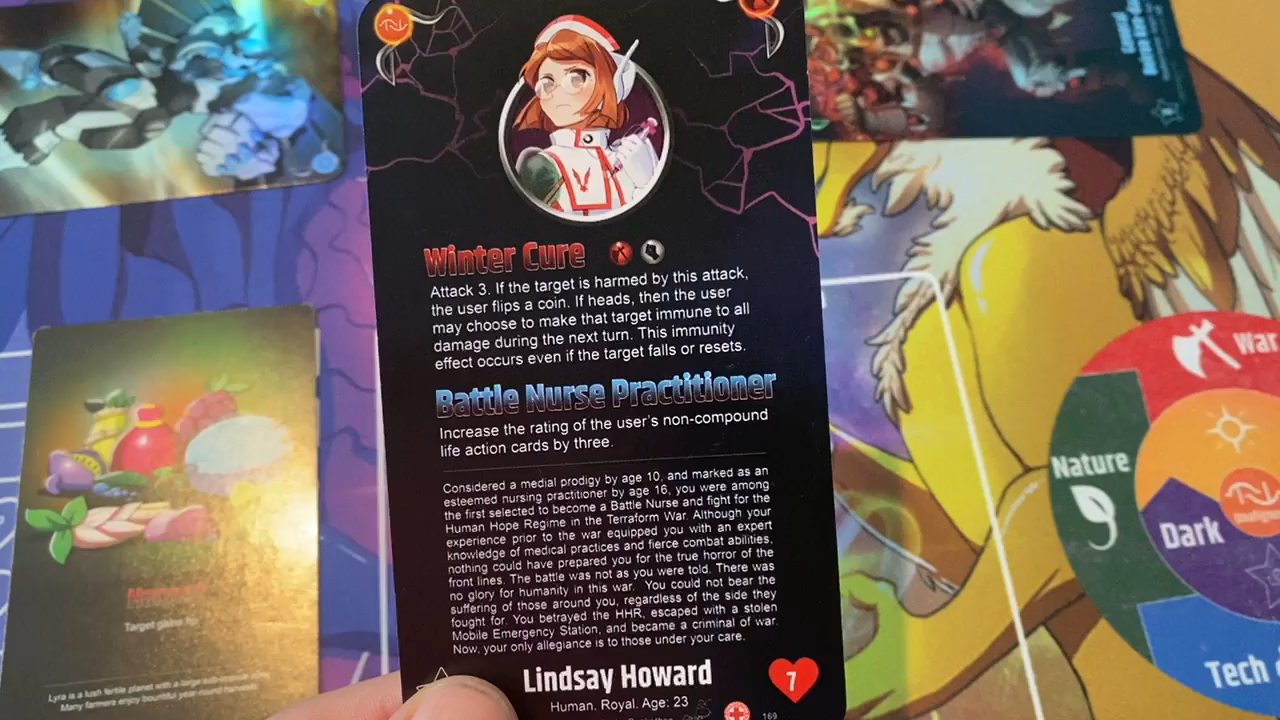 Winter Cure
Attack 3. If the target is harmed by this attack,
the user flips a coin. If heads, then the user
may choose to make that target immune to all
damage during the next turn. This immunity
effect occurs even if the target falls or resets.
Battle Nurse Practitioner
Increase the rating of the user's non-compound
life action cards by three.
Considered a medial prodigy by age 10, and marked as an
esteemed nursing practitioner by age 16, you were among
the first selected to become a Battle Nurse and fight for the
Human Hope Regime in the Terraform War. Although your
experience prior to the war equipped you with an expert
knowledge of medical practices and fierce combat abilities,
nothing could have prepared you for the true horror of the
front lines. The battle was not as you were told. There was
no glory for humanity in this war. You could not bear the
suffering of those around you, regardless of the side they
fought for. You betrayed the HHR, escaped with a stolen
Mobile Emergency Station, and became a criminal of war.
Now, your only allegiance is to those under your care.
Lindsay Howard
7
Human. Royal. Age: 23
169
Target gains
Lyra is a lush fertile planet with a large
Many farmers enjoy bountiful year-round harvests.
War
Nature
Dark
Tech